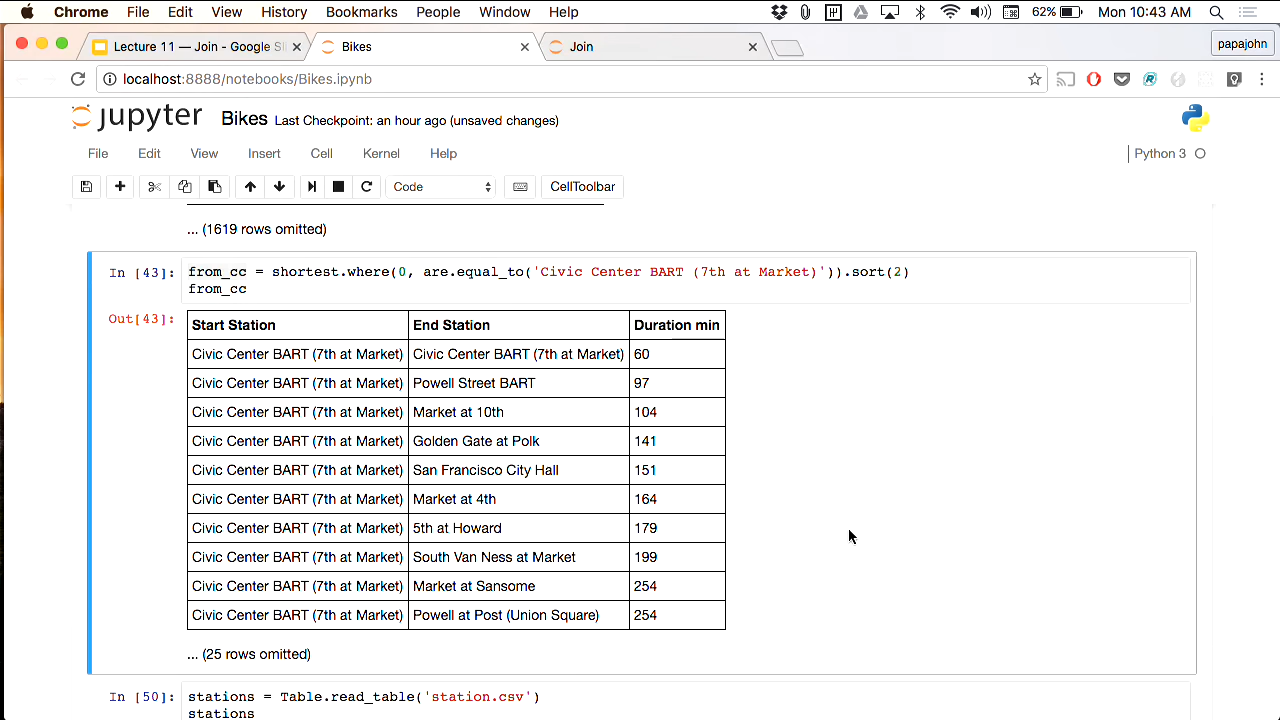 Chrome File Edit View History Bookmarks People Window Help 62% Mon 10:43 AM
Lecture 11 — Join - Google Sl Bikes Join papajohn
localhost:8888/notebooks/Bikes.ipynb
jupyter Bikes Last Checkpoint: an hour ago (unsaved changes)
File Edit View Insert Cell Kernel Help Python 3
Code CellToolbar
... (1619 rows omitted)
In [43]: from_cc = shortest.where(0, are.equal_to('Civic Center BART (7th at Market)')).sort(2)
from_cc
Out[43]:
Start Station End Station Duration min
Civic Center BART (7th at Market) Civic Center BART (7th at Market) 60
Civic Center BART (7th at Market) Powell Street BART 97
Civic Center BART (7th at Market) Market at 10th 104
Civic Center BART (7th at Market) Golden Gate at Polk 141
Civic Center BART (7th at Market) San Francisco City Hall 151
Civic Center BART (7th at Market) Market at 4th 164
Civic Center BART (7th at Market) 5th at Howard 179
Civic Center BART (7th at Market) South Van Ness at Market 199
Civic Center BART (7th at Market) Market at Sansome 254
Civic Center BART (7th at Market) Powell at Post (Union Square) 254
... (25 rows omitted)
In [50]: stations = Table.read_table('station.csv')
stations